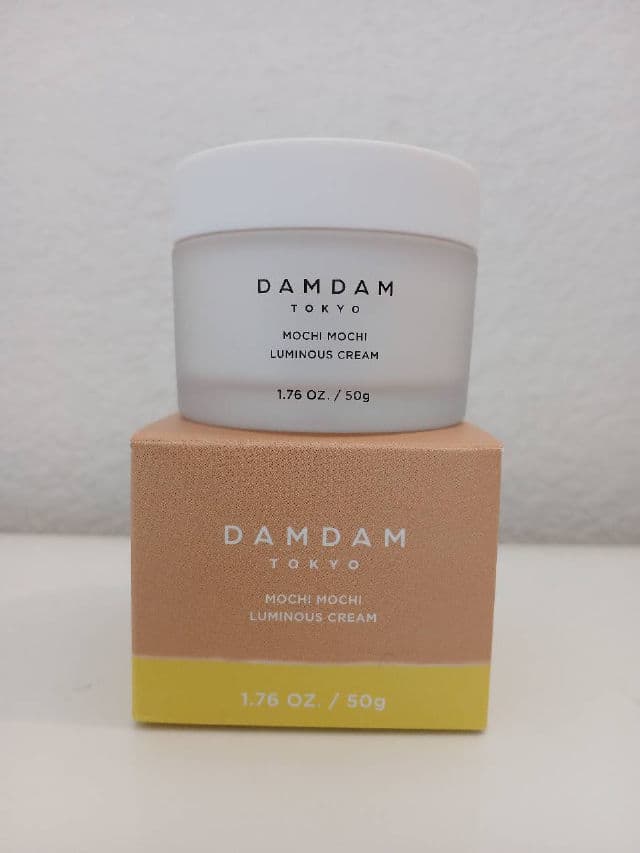 DAMDAM
TOKYO
MOCHI MOCHI
LUMINOUS CREAM
1.76 OZ. / 50g
DAMDAM
TOKYO
MOCHI MOCHI
LUMINOUS CREAM
1.76 OZ. / 50g